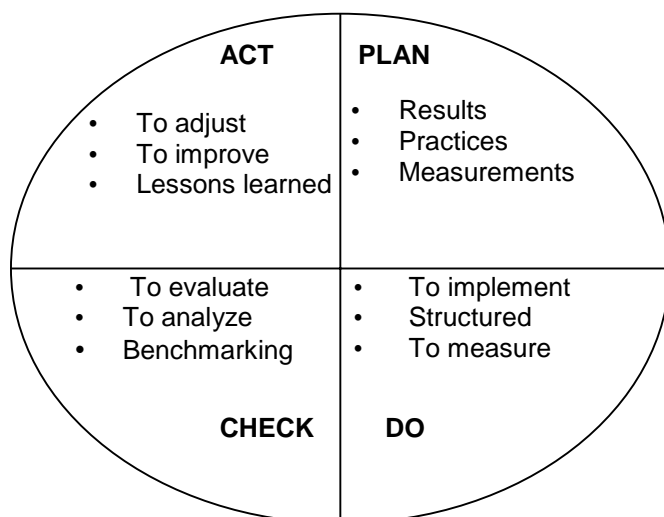 ACT
• To adjust
• To improve
• Lessons learned
PLAN
• Results
• Practices
• Measurements
• To evaluate
• To analyze
• Benchmarking
CHECK
• To implement
• Structured
• To measure
DO